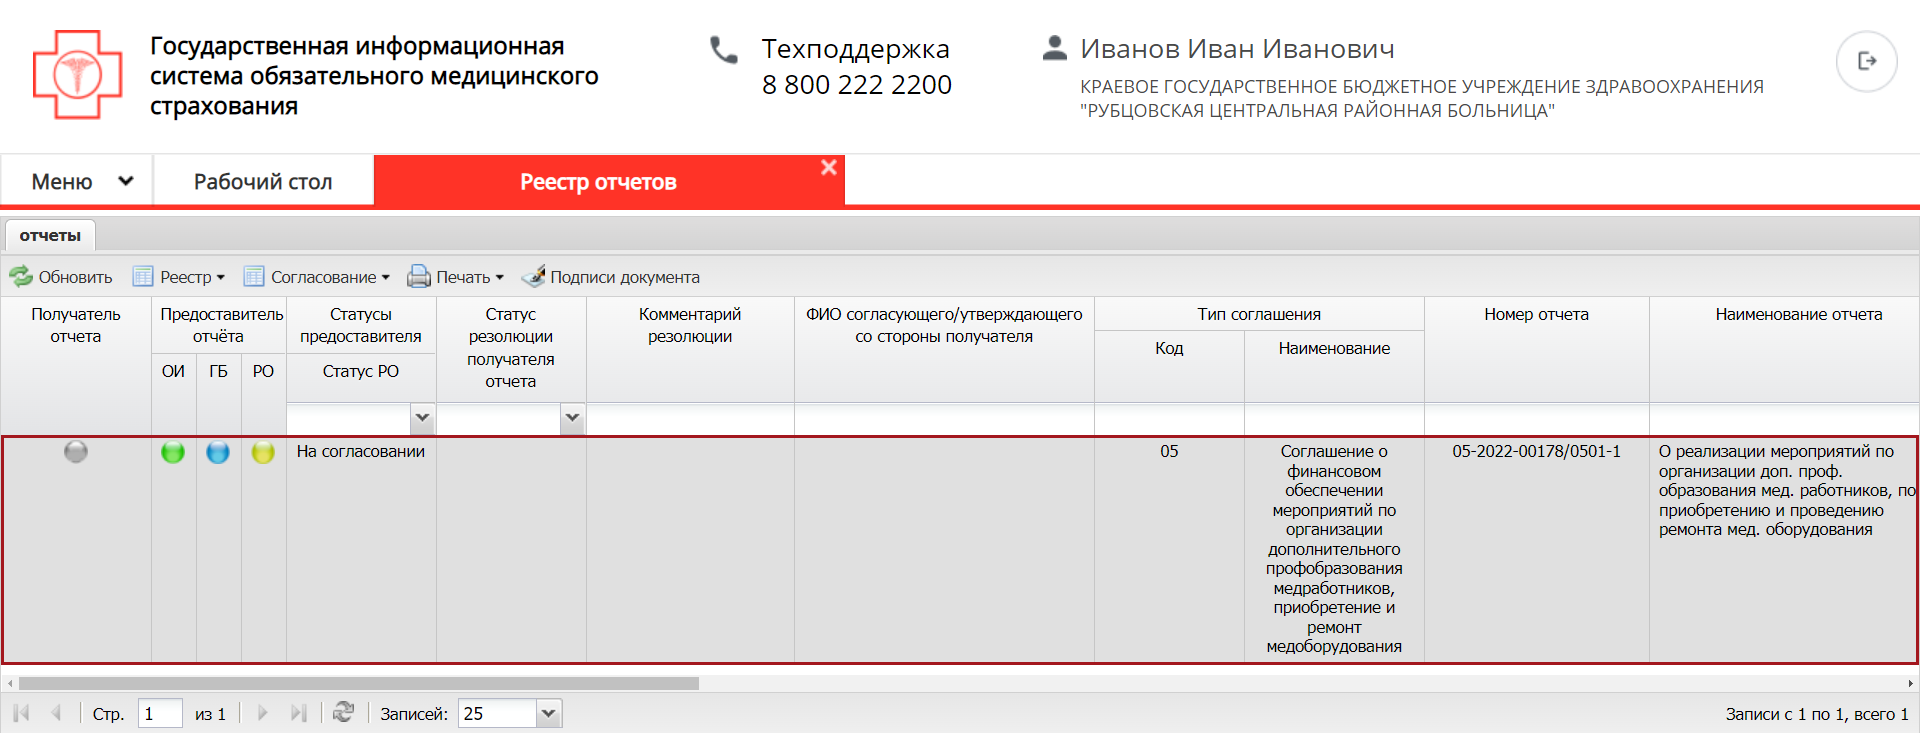 Государственная информационная
система обязательного медицинского
страхования
Техподдержка
8 800 222 2200
Иванов Иван Иванович
КРАЕВОЕ ГОСУДАРСТВЕННОЕ БЮДЖЕТНОЕ УЧРЕЖДЕНИЕ ЗДРАВООХРАНЕНИЯ
"РУБЦОВСКАЯ ЦЕНТРАЛЬНАЯ РАЙОННАЯ БОЛЬНИЦА"
Меню
Рабочий стол
Реестр отчетов
отчеты
Обновить
Реестр
Согласование
Печать
Подписи документа
Получатель
отчета
Предоставитель
отчёта
ОИ
ГБ
РО
Статусы
предоставителя
Статус РО
Статус
резолюции
получателя
отчета
Комментарий
резолюции
ФИО согласующего/утверждающего
со стороны получателя
Тип соглашения
Код
Наименование
Номер отчета
Наименование отчета
На согласовании
05
Соглашение о
финансовом
обеспечении
мероприятий по
организации
дополнительного
профобразования
медработников,
приобретение и
ремонт
медоборудования
05-2022-00178/0501-1
О реализации мероприятий по
организации доп. проф.
образования мед. работников, по
приобретению и проведению
ремонта мед. оборудования
Стр.
1
из 1
Записей:
25
Записи с 1 по 1, всего 1